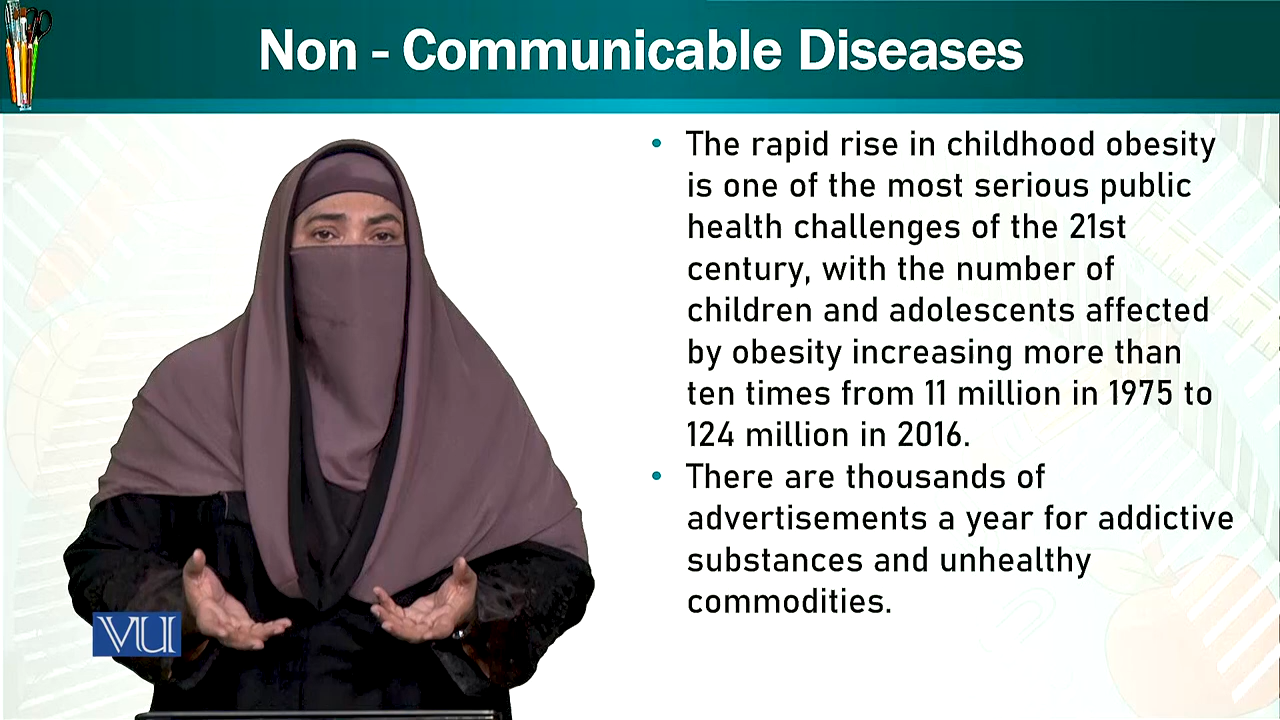 Non - Communicable Diseases
• The rapid rise in childhood obesity
is one of the most serious public
health challenges of the 21st
century, with the number of
children and adolescents affected
by obesity increasing more than
ten times from 11 million in 1975 to
124 million in 2016.
• There are thousands of
advertisements a year for addictive
substances and unhealthy
commodities.
VU